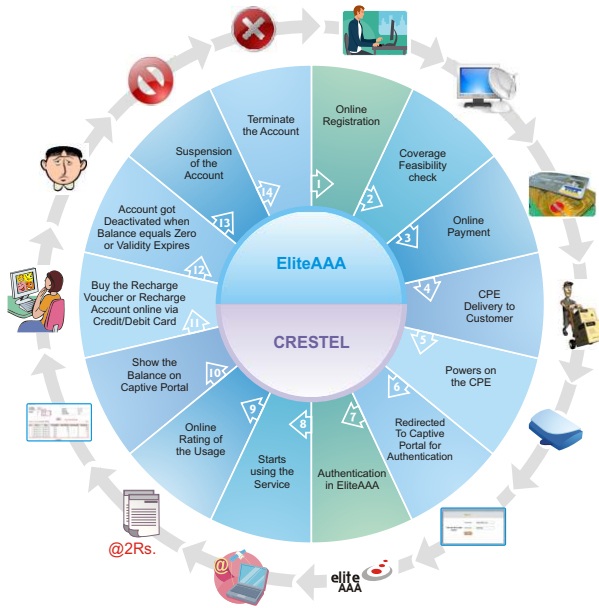 Online
Registration
1
Coverage
Feasibility
check
2
Online
Payment
3
CPE
Delivery to
Customer
4
Powers on
the CPE
5
Redirected
To Captive
Portal for
Authentication
6
Authentication
in EliteAAA
7
Starts
using the
Service
8
Online
Rating of
the Usage
9
Show the
Balance on
Captive Portal
10
Buy the Recharge
Voucher or Recharge
Account online via
Credit/Debit Card
11
Account got
Deactivated when
Balance equals Zero
or Validity Expires
12
Suspension
of the
Account
13
Terminate
the Account
14
EliteAAA
CRESTEL
elite
AAA
@
@2Rs.